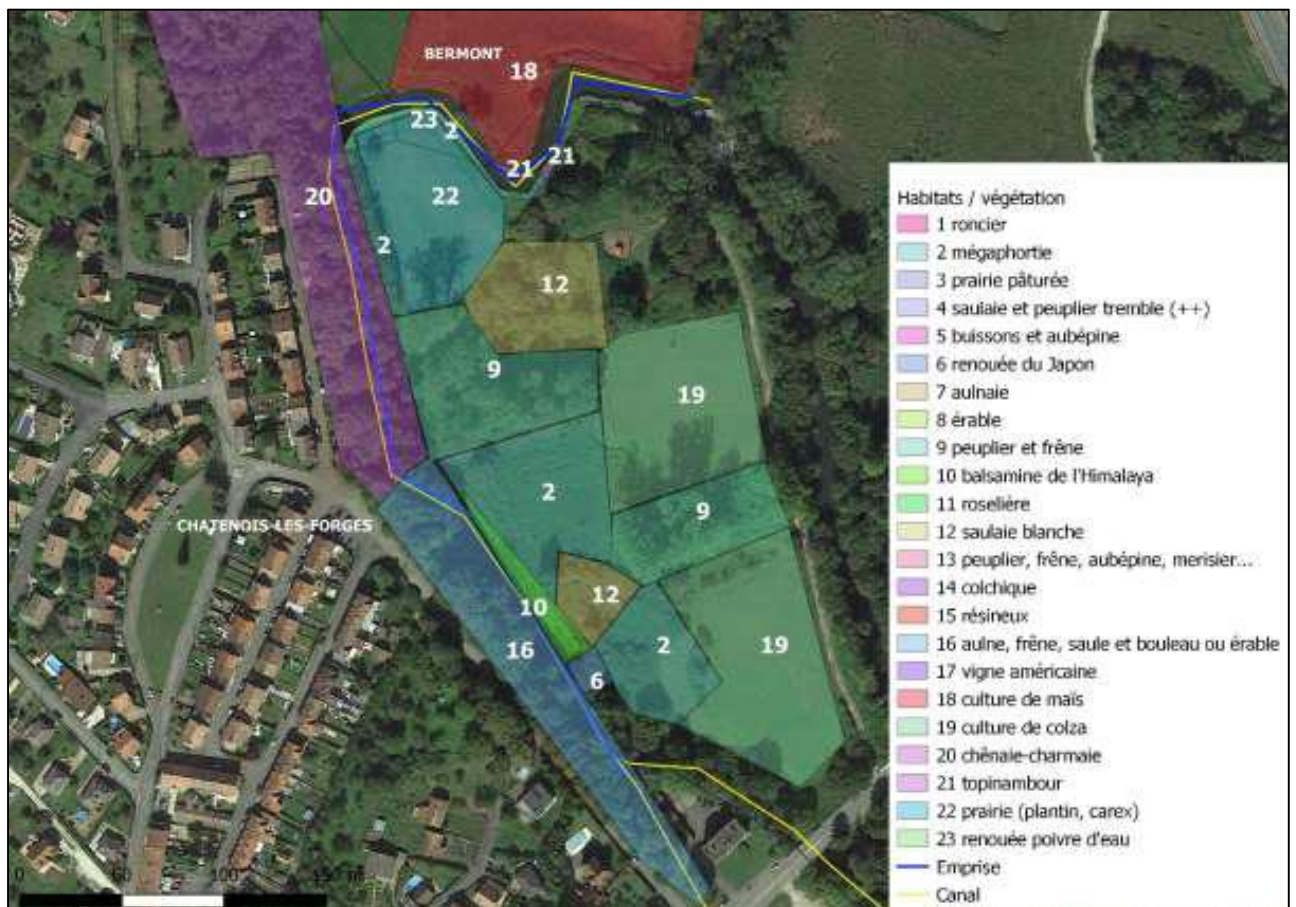 BERMONT
18
23
2
21
21
20
22
2
12
9
19
2
9
CHATENOIS-LES-FORGES
12
10
16
2
19
6
0
100
Habitats / végétation
1 roncier
2 mégaphortie
3 prairie pâturée
4 saulaie et peuplier tremble (++)
5 buissons et aubépine
6 renouée du Japon
7 aulnaie
8 érable
9 peuplier et frêne
10 balsamine de l'Himalaya
11 roselière
12 saulaie blanche
13 peuplier, frêne, aubépine, merisier...
14 colchique
15 résineux
16 aulne, frêne, saule et bouleau ou érable
17 vigne américaine
18 culture de maïs
19 culture de colza
20 chênaie-charmaie
21 topinambour
22 prairie (plantin, carex)
23 renouée poivre d'eau
Emprise
Canal